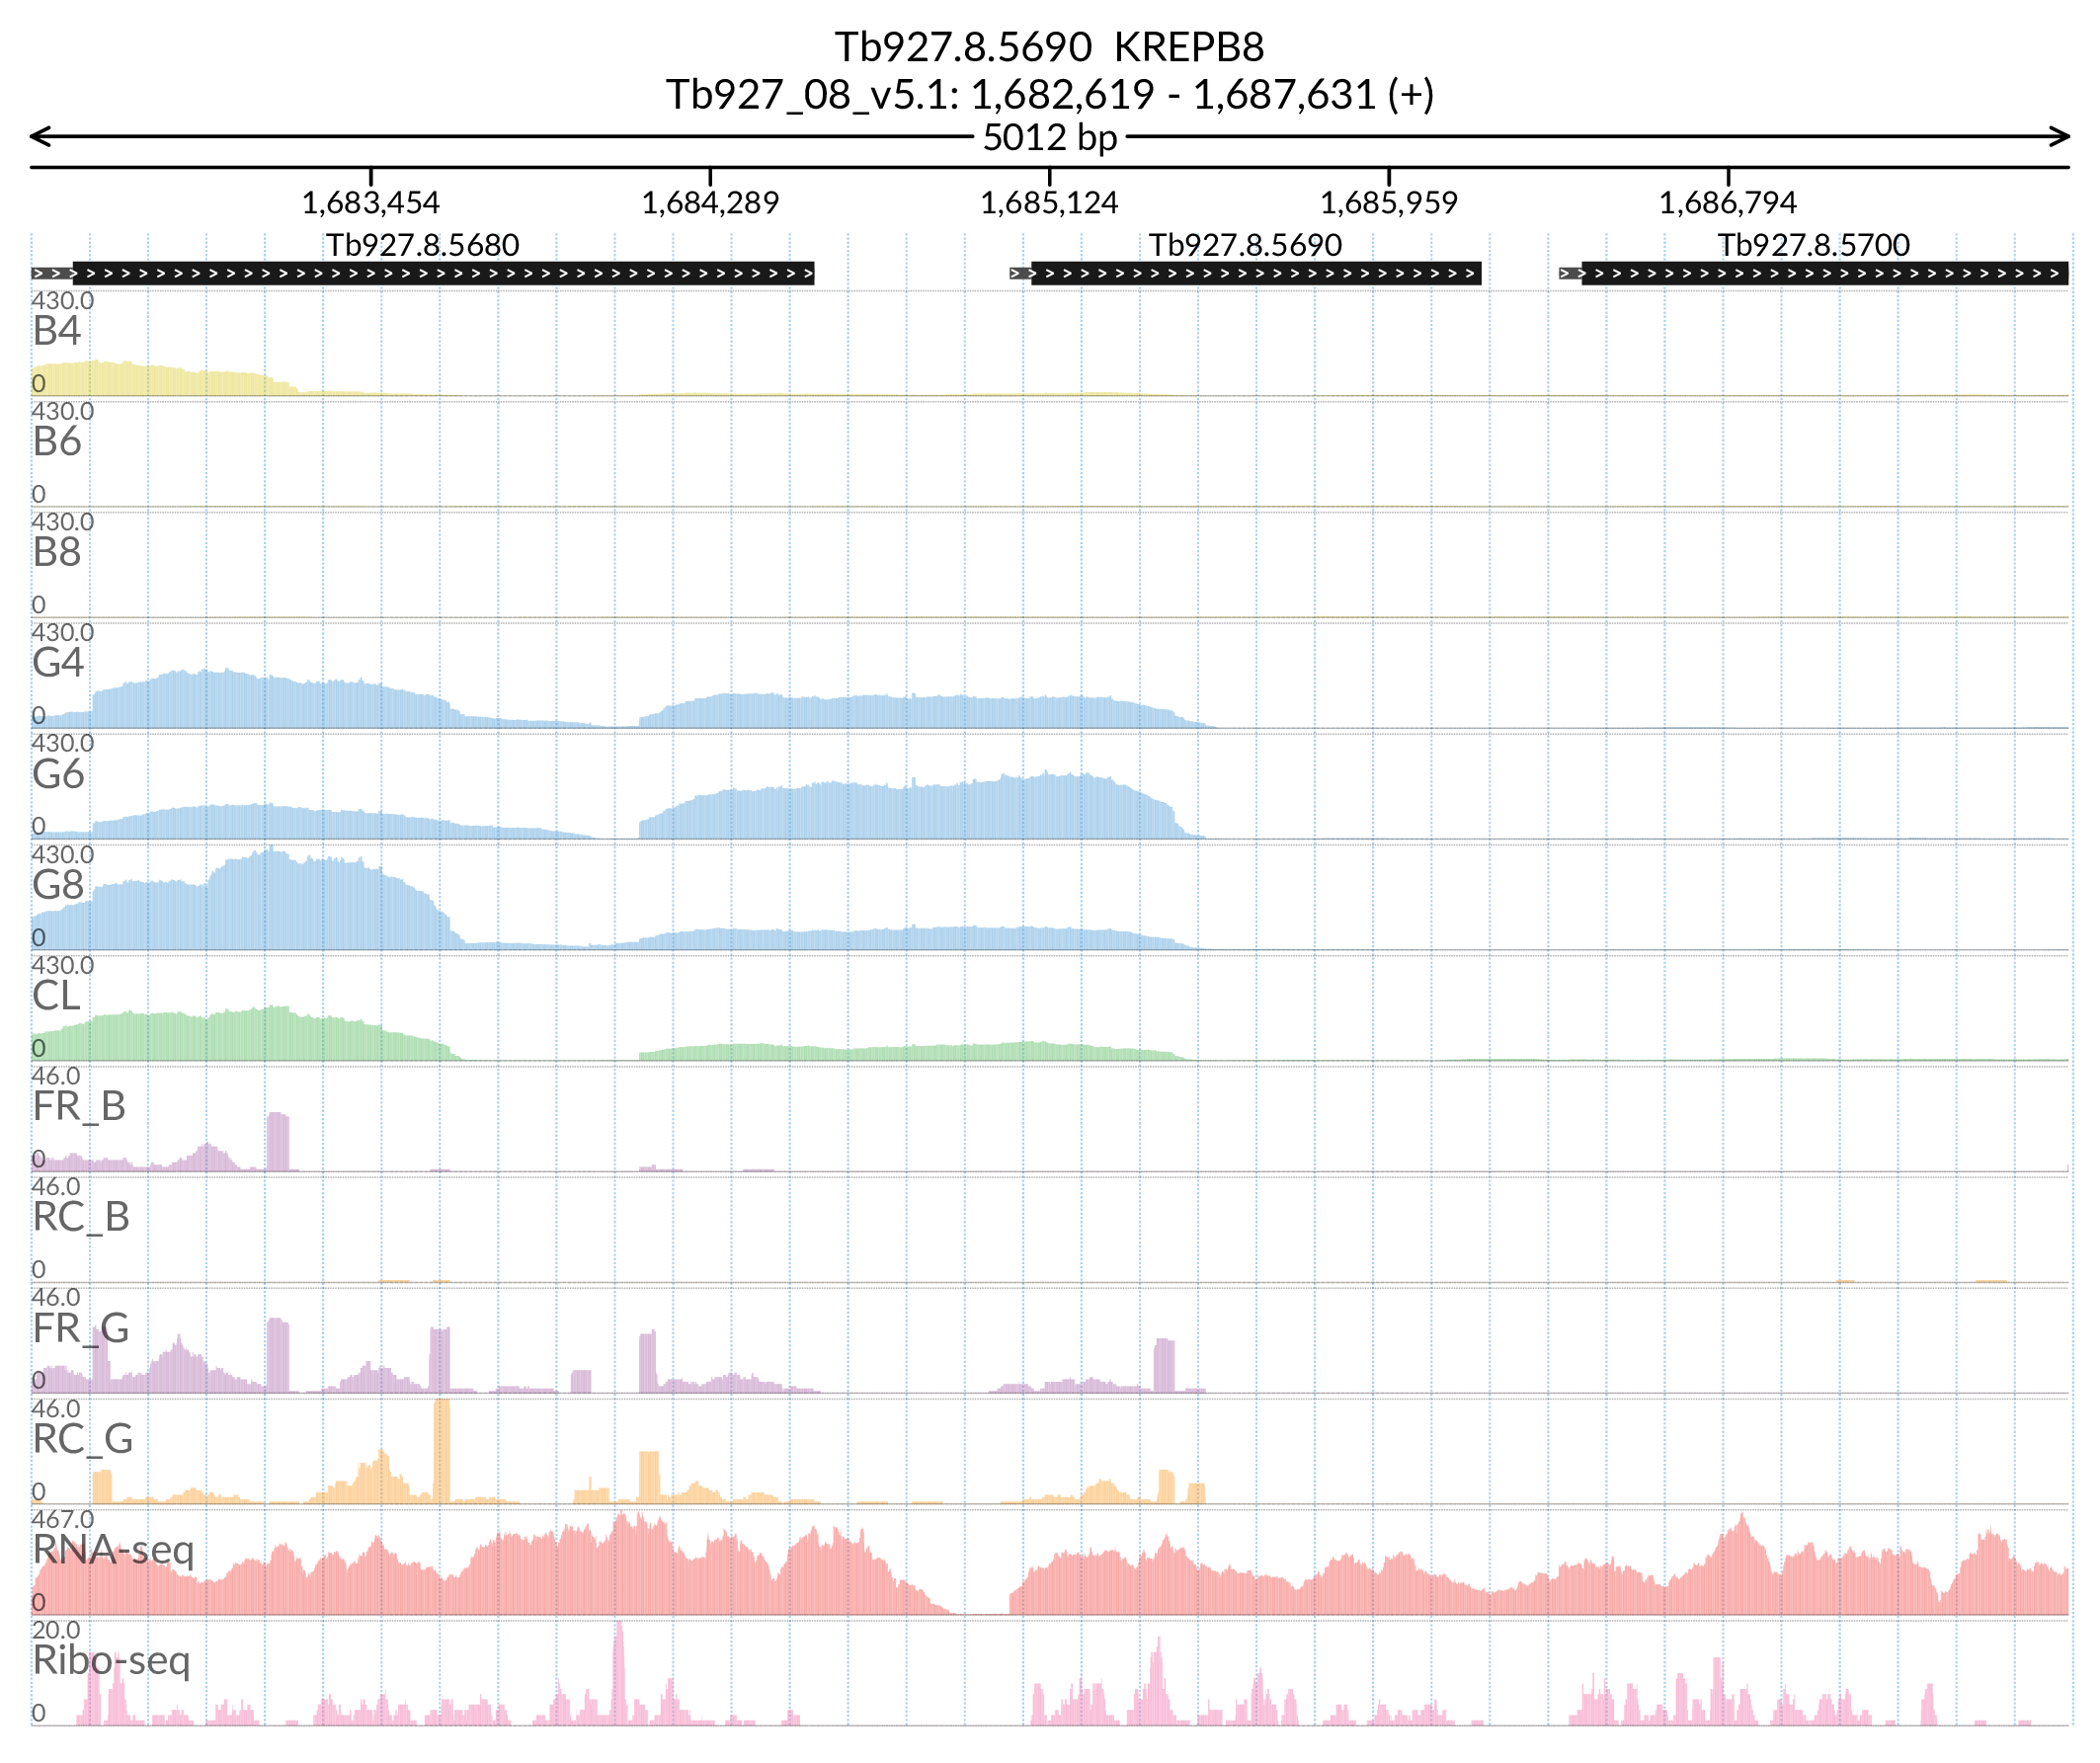 Tb927.8.5690 KREPB8
Tb927_08_v5.1: 1,682,619 - 1,687,631 (+)
5012 bp
1,683,454 1,684,289 1,685,124 1,685,959 1,686,794
Tb927.8.5680 Tb927.8.5690 Tb927.8.5700
430.0
B4
0
430.0
B6
0
430.0
B8
0
430.0
G4
0
430.0
G6
0
430.0
G8
0
430.0
CL
0
46.0
FR_B
0
46.0
RC_B
0
46.0
FR_G
0
46.0
RC_G
0
467.0
RNA-seq
0
20.0
Ribo-seq
0